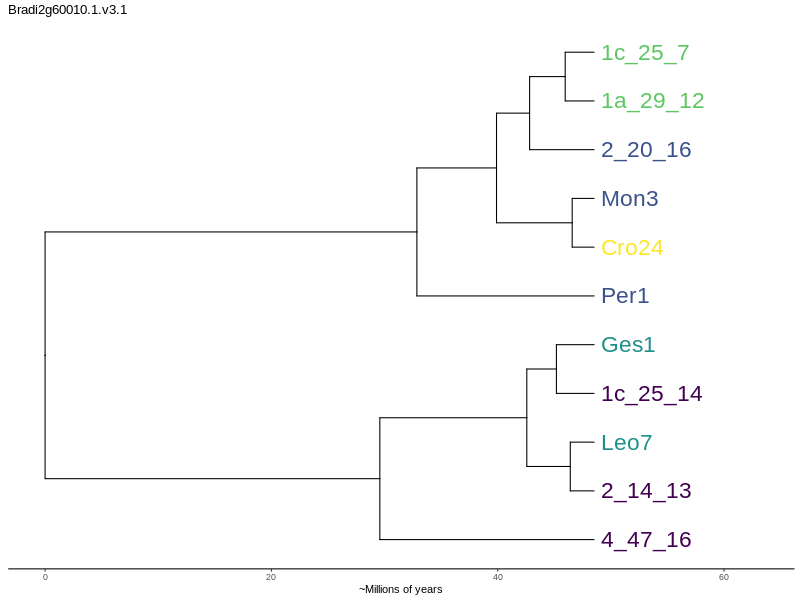 Bradi2g60010.1.v3.1
1c_25_7
1a_29_12
2_20_16
Mon3
Cro24
Per1
Ges1
1c_25_14
Leo7
2_14_13
4_47_16
0 20 40 60
~Millions of years